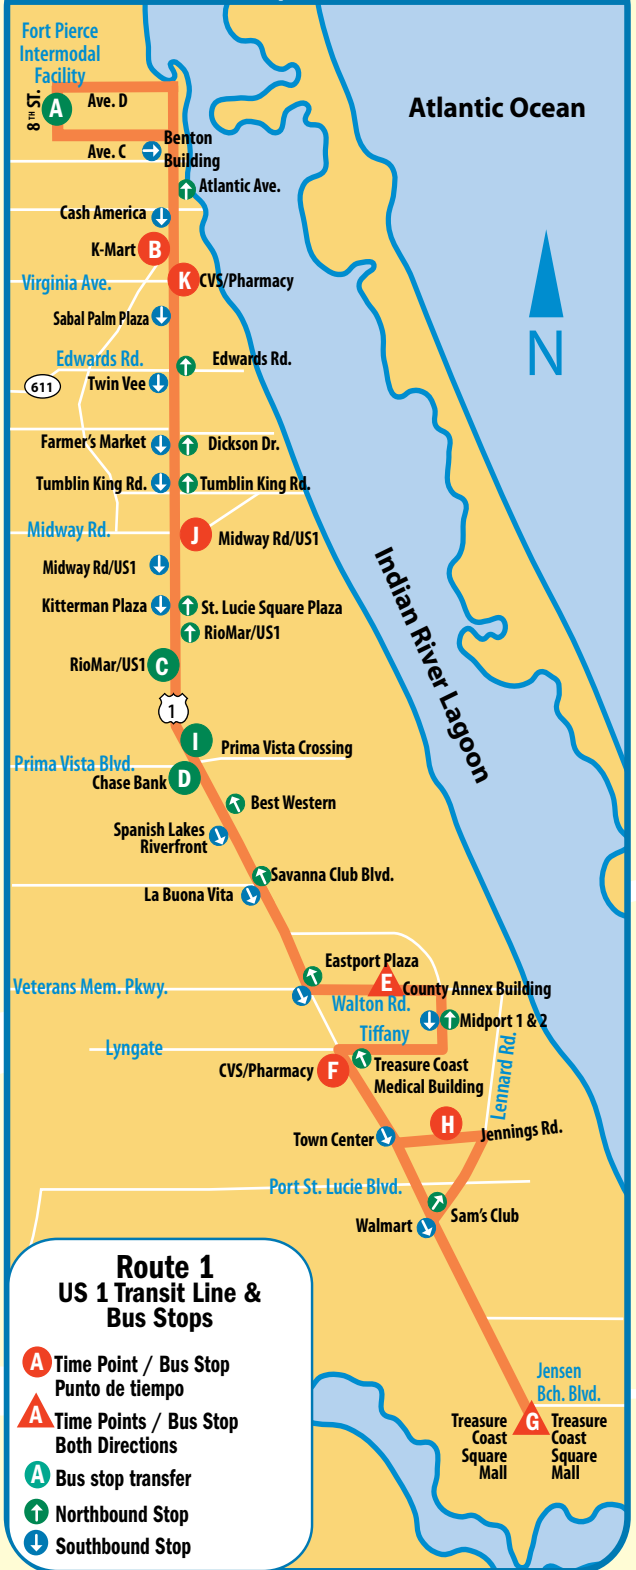 Fort Pierce
Intermodal
Facility
8TH ST.
A
Ave. D
Atlantic Ocean
Benton
Building
Ave. C
Atlantic Ave.
Cash America
K-Mart B
K CVS/Pharmacy
Virginia Ave.
Sabal Palm Plaza
N
Edwards Rd.
Edwards Rd.
611
Twin Vee
Farmer's Market
Dickson Dr.
Tumblin King Rd.
Tumblin King Rd.
Midway Rd.
J Midway Rd/US1
Midway Rd/US1
Indian River Lagoon
Kitterman Plaza
St. Lucie Square Plaza
RioMar/US1
RioMar/US1 C
1
I Prima Vista Crossing
Prima Vista Blvd.
Chase Bank D
Best Western
Spanish Lakes
Riverfront
Savanna Club Blvd.
La Buona Vita
Eastport Plaza
E County Annex Building
Veterans Mem. Pkwy.
Walton Rd.
Midport 1 & 2
Tiffany
Lyngate
Lennard Rd.
CVS/Pharmacy F
Treasure Coast
Medical Building
H
Town Center
Jennings Rd.
Port St. Lucie Blvd.
Sam's Club
Walmart
Route 1
US 1 Transit Line &
Bus Stops
A Time Point / Bus Stop
Punto de tiempo
A Time Points / Bus Stop
Both Directions
A Bus stop transfer
Northbound Stop
Southbound Stop
Jensen
Bch. Blvd.
G
Treasure
Coast
Square
Mall
Treasure
Coast
Square
Mall